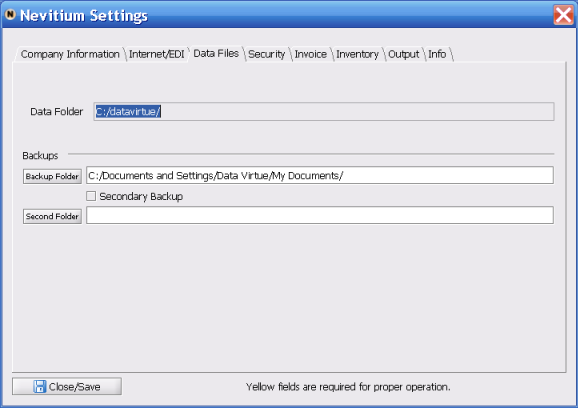 Nevitium Settings
Company Information Internet/EDI Data Files Security Invoice Inventory Output Info
Data Folder C:/datavirtue/
Backups
Backup Folder C:/Documents and Settings/Data Virtue/My Documents/
Secondary Backup
Second Folder
Close/Save Yellow fields are required for proper operation.